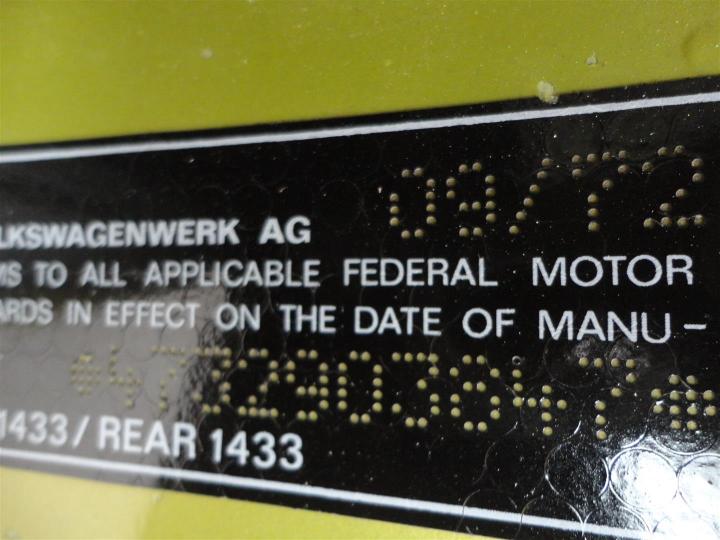 LKSWAGENWERK AG 09/72
MS TO ALL APPLICABLE FEDERAL MOTOR
ARDS IN EFFECT ON THE DATE OF MANU-
*4732903847*
1433/REAR 1433